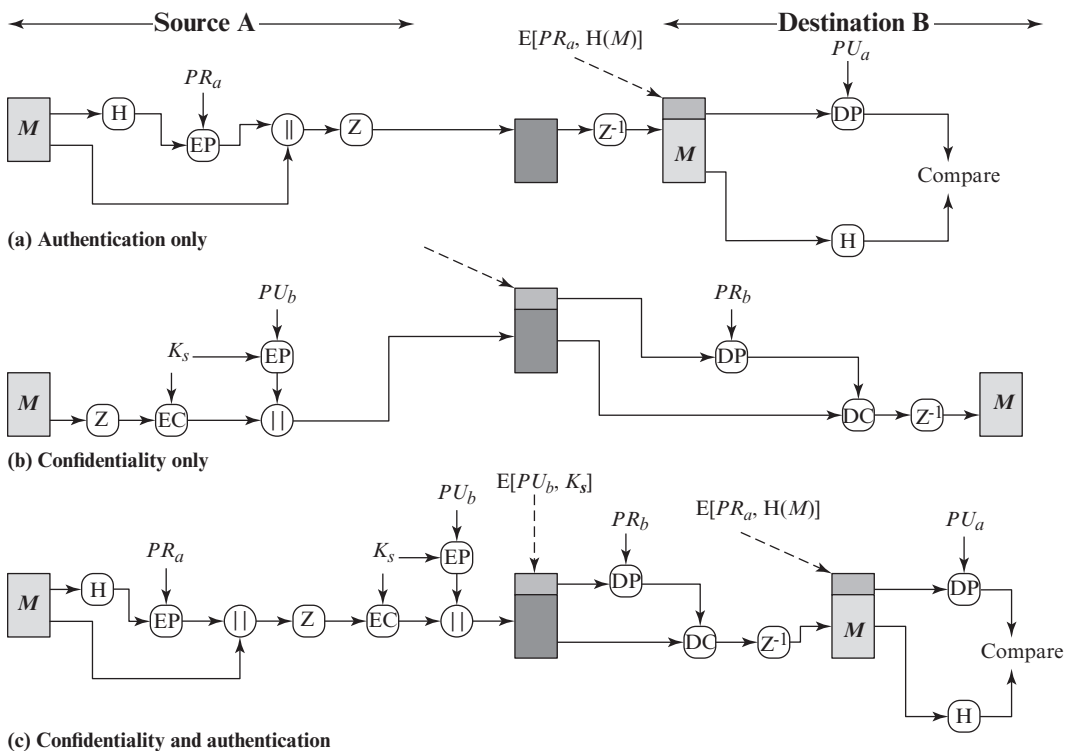 Source A
Destination B
E[PRa, H(M)]
PUa
PRa
M
H
EP
||
Z
Z-1
M
DP
Compare
H
(a) Authentication only
PUb
PRb
Ks
EP
DP
M
Z
EC
||
DC
Z-1
M
(b) Confidentiality only
E[PUb, Ks]
PUb
PRb
E[PRa, H(M)]
PUa
PRa
Ks
EP
DP
DP
M
H
EP
||
Z
EC
||
DC
Z-1
M
Compare
H
(c) Confidentiality and authentication